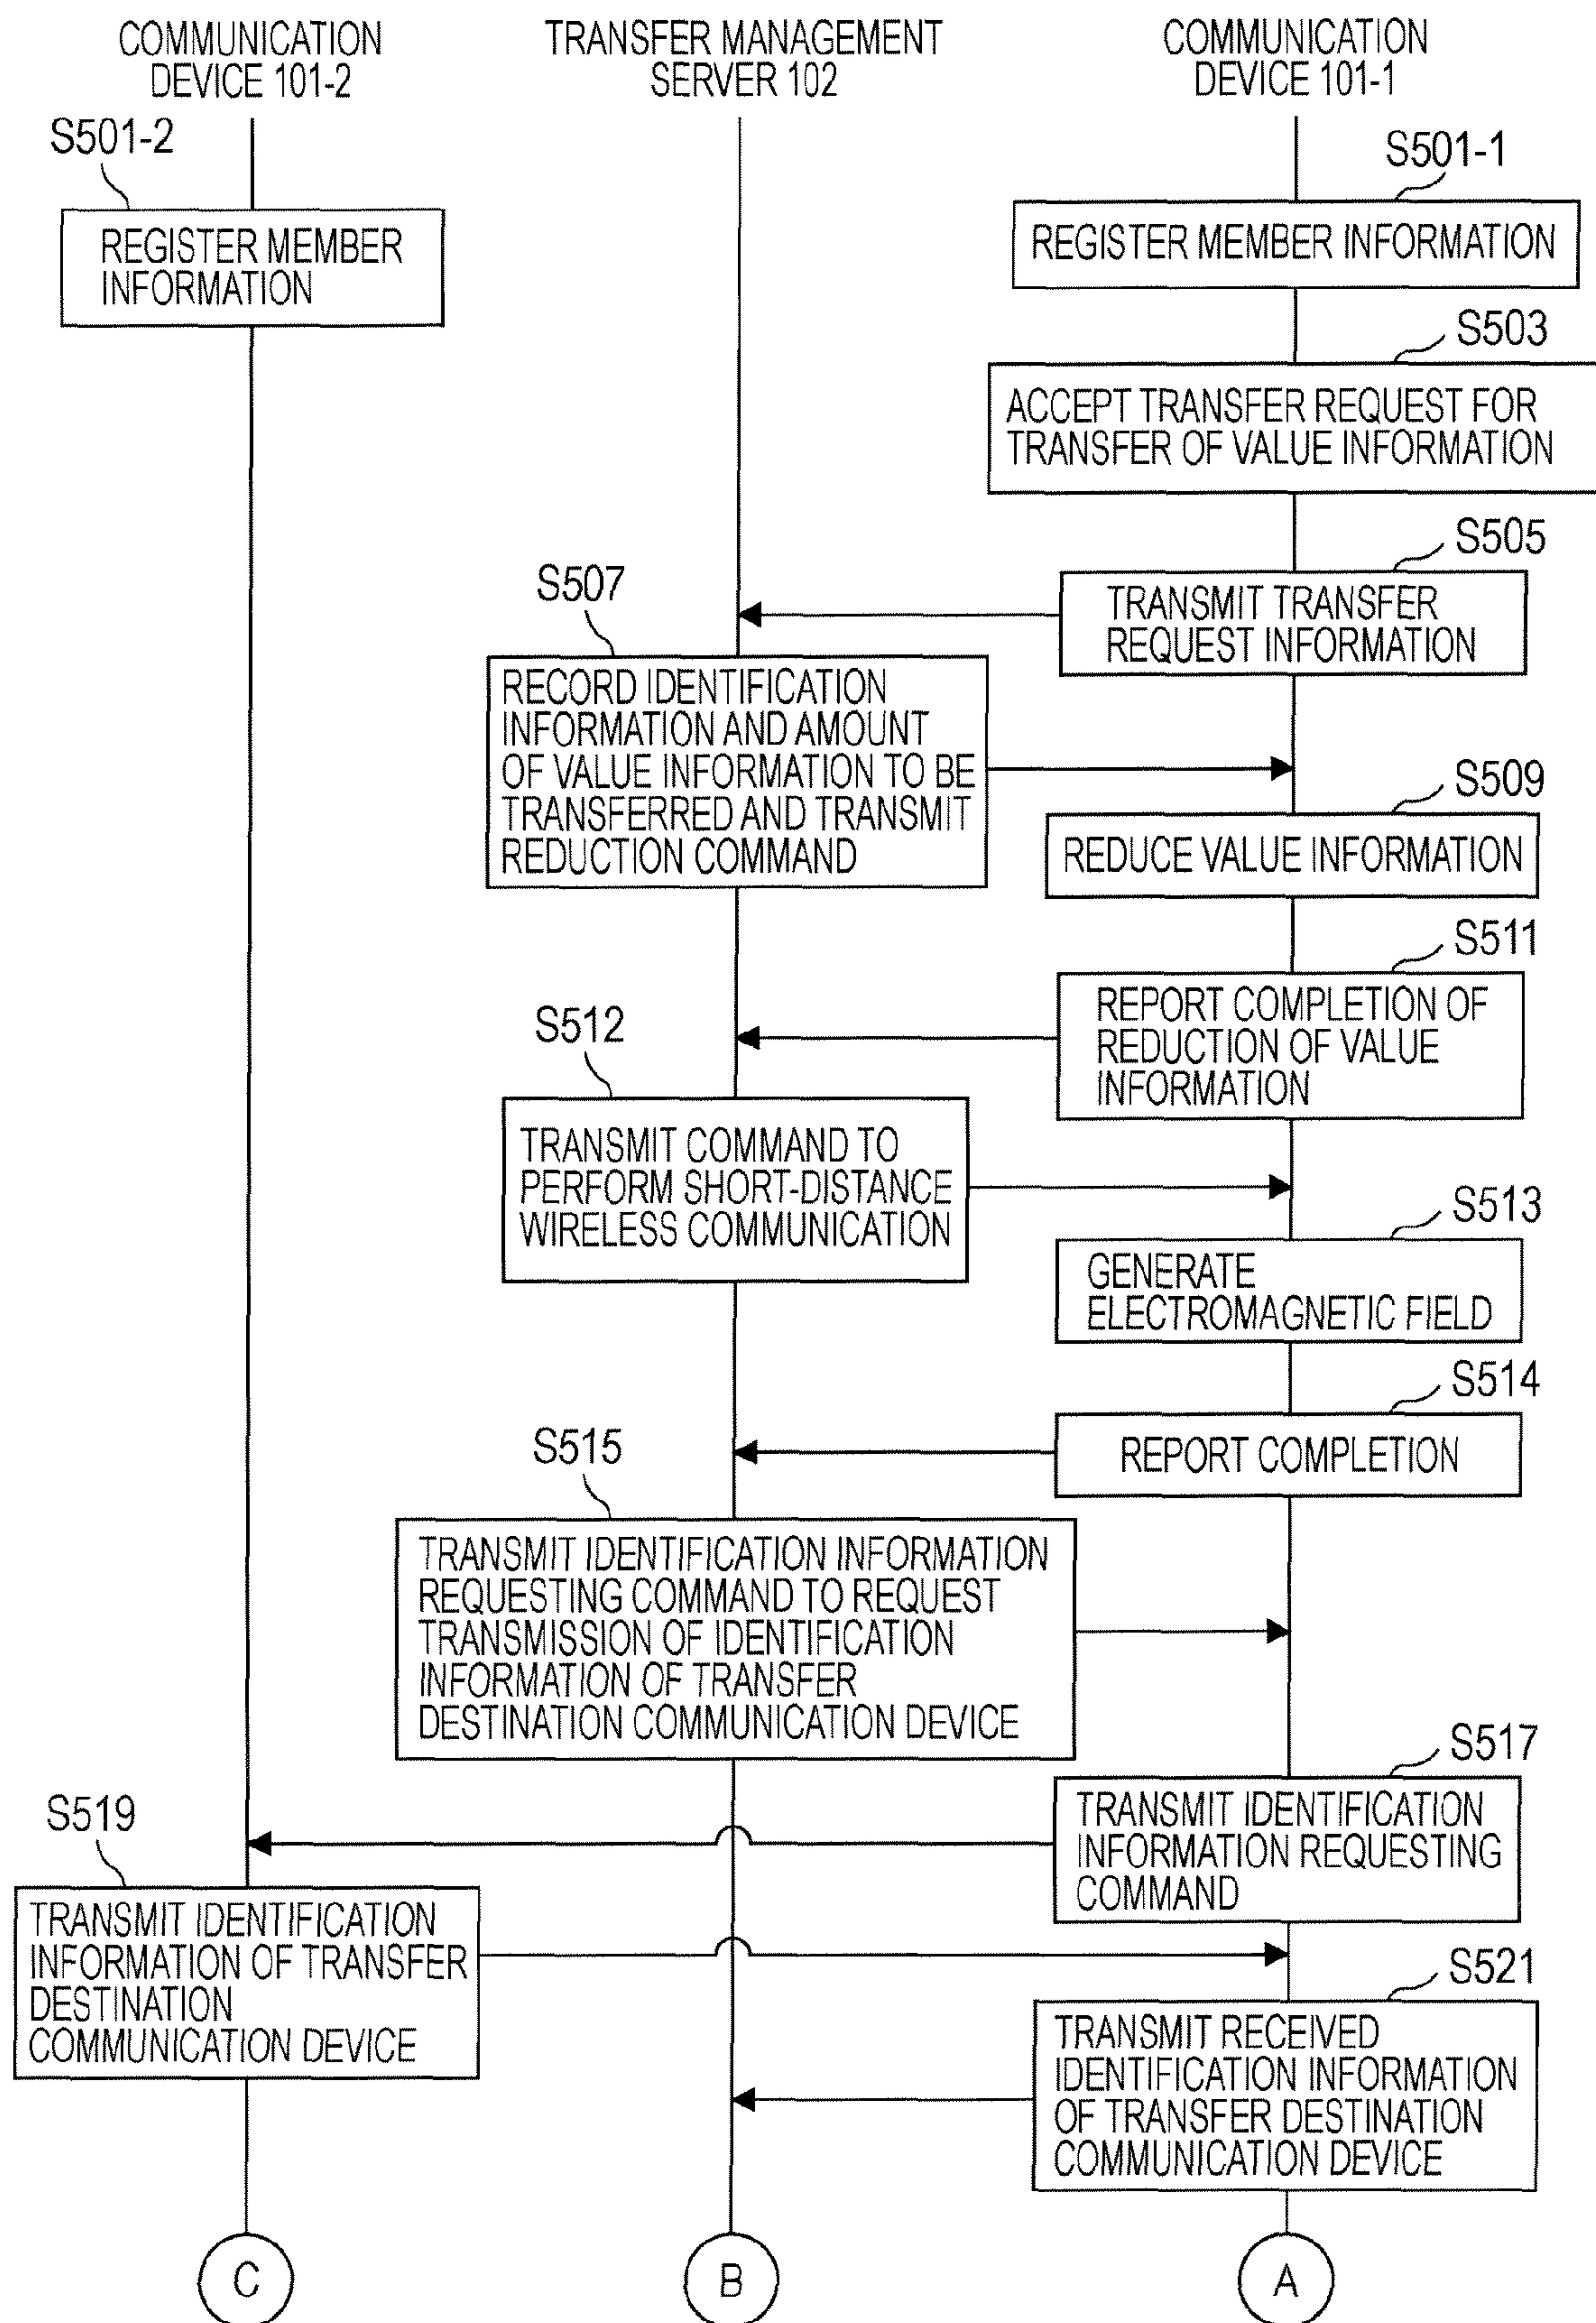 COMMUNICATION
DEVICE 101-2
TRANSFER MANAGEMENT
SERVER 102
COMMUNICATION
DEVICE 101-1
S501-2
REGISTER MEMBER
INFORMATION
S501-1
REGISTER MEMBER INFORMATION
S503
ACCEPT TRANSFER REQUEST FOR
TRANSFER OF VALUE INFORMATION
S505
TRANSMIT TRANSFER
REQUEST INFORMATION
S507
RECORD IDENTIFICATION
INFORMATION AND AMOUNT
OF VALUE INFORMATION TO BE
TRANSFERRED AND TRANSMIT
REDUCTION COMMAND
S509
REDUCE VALUE INFORMATION
S511
REPORT COMPLETION OF
REDUCTION OF VALUE
INFORMATION
S512
TRANSMIT COMMAND TO
PERFORM SHORT-DISTANCE
WIRELESS COMMUNICATION
S513
GENERATE
ELECTROMAGNETIC FIELD
S514
REPORT COMPLETION
S515
TRANSMIT IDENTIFICATION INFORMATION
REQUESTING COMMAND TO REQUEST
TRANSMISSION OF IDENTIFICATION
INFORMATION OF TRANSFER
DESTINATION COMMUNICATION DEVICE
S517
TRANSMIT IDENTIFICATION
INFORMATION REQUESTING
COMMAND
S519
TRANSMIT IDENTIFICATION
INFORMATION OF TRANSFER
DESTINATION
COMMUNICATION DEVICE
S521
TRANSMIT RECEIVED
IDENTIFICATION INFORMATION
OF TRANSFER DESTINATION
COMMUNICATION DEVICE
C
B
A